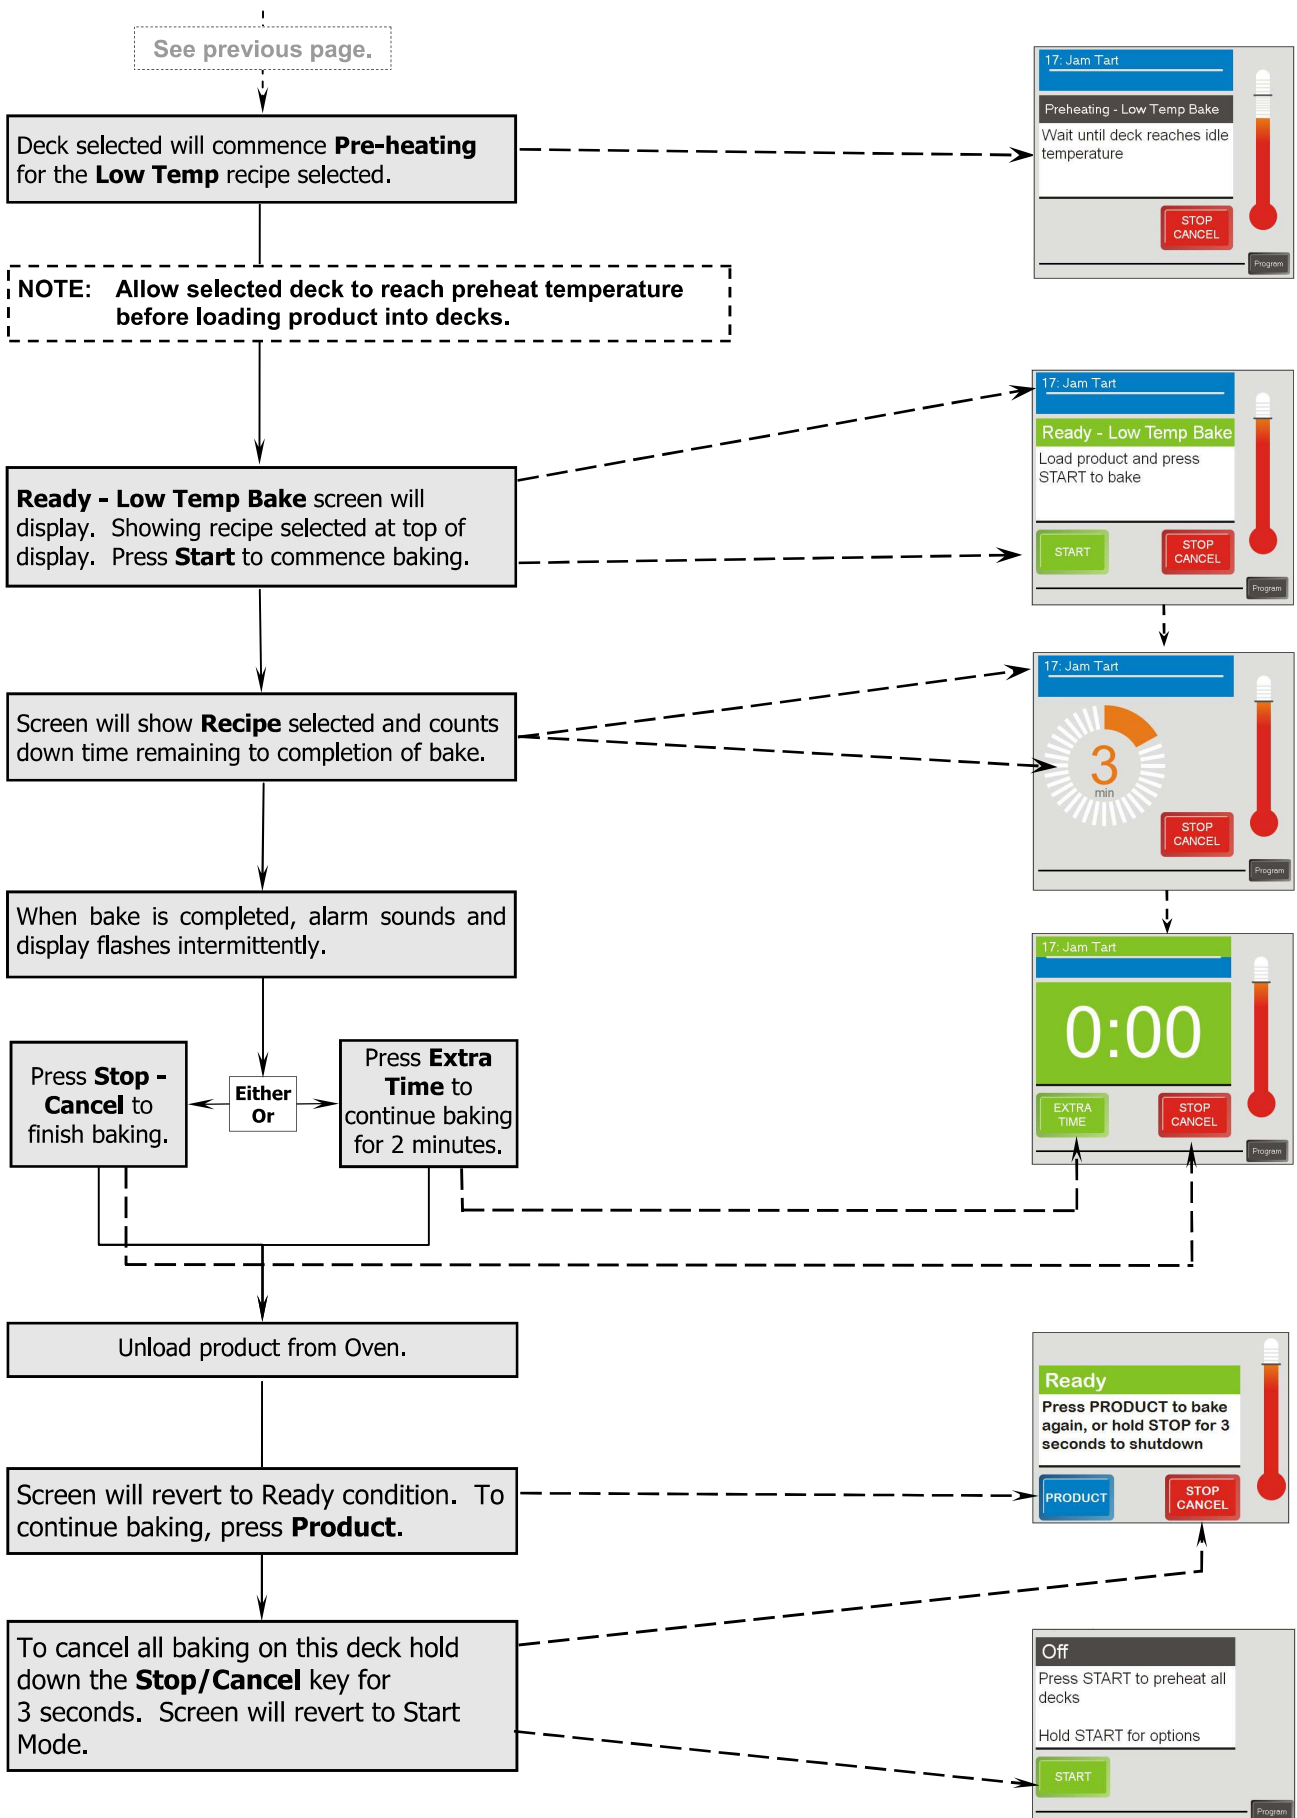 See previous page.
Deck selected will commence Pre-heating
for the Low Temp recipe selected.
17: Jam Tart
Preheating - Low Temp Bake
Wait until deck reaches idle
temperature
STOP
CANCEL
Program
NOTE: Allow selected deck to reach preheat temperature
before loading product into decks.
Ready - Low Temp Bake screen will
display. Showing recipe selected at top of
display. Press Start to commence baking.
17: Jam Tart
Ready - Low Temp Bake
Load product and press
START to bake
START
STOP
CANCEL
Program
Screen will show Recipe selected and counts
down time remaining to completion of bake.
17: Jam Tart
3
min
STOP
CANCEL
Program
When bake is completed, alarm sounds and
display flashes intermittently.
17: Jam Tart
0:00
EXTRA
TIME
STOP
CANCEL
Program
Press Stop -
Cancel to
finish baking.
Either
Or
Press Extra
Time to
continue baking
for 2 minutes.
Unload product from Oven.
Screen will revert to Ready condition. To
continue baking, press Product.
Ready
Press PRODUCT to bake
again, or hold STOP for 3
seconds to shutdown
PRODUCT
STOP
CANCEL
To cancel all baking on this deck hold
down the Stop/Cancel key for
3 seconds. Screen will revert to Start
Mode.
Off
Press START to preheat all
decks
Hold START for options
START
Program